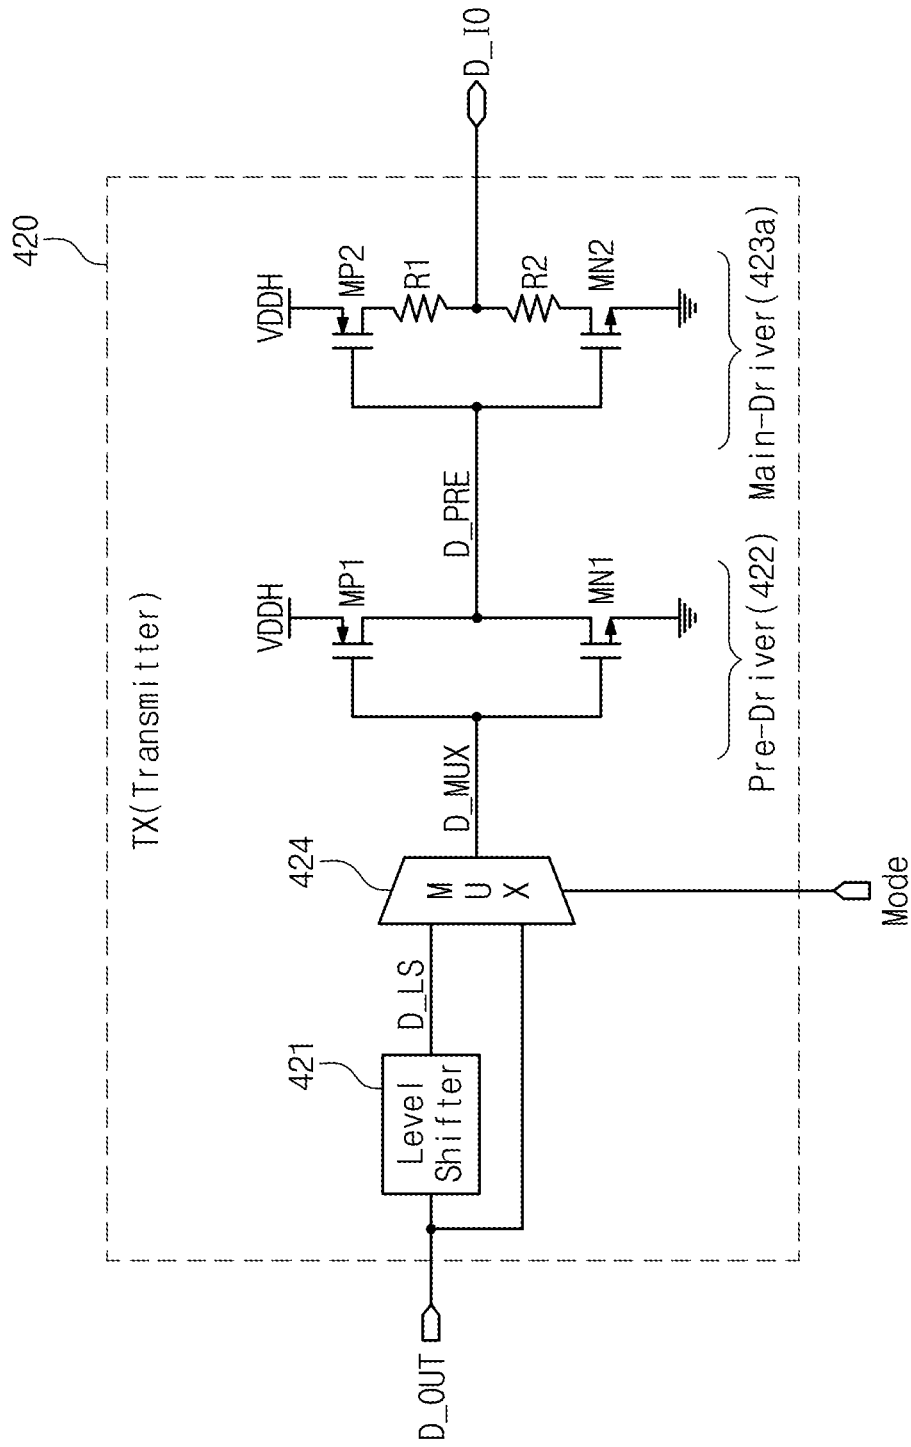 420
TX(Transmitter)
VDDH
VDDH
MP1
MP2
R1
D_OUT
421
Level
Shifter
D_LS
424
M
U
X
D_MUX
D_PRE
D_IO
R2
MN1
MN2
Pre-Driver(422)
Main-Driver(423a)
Mode